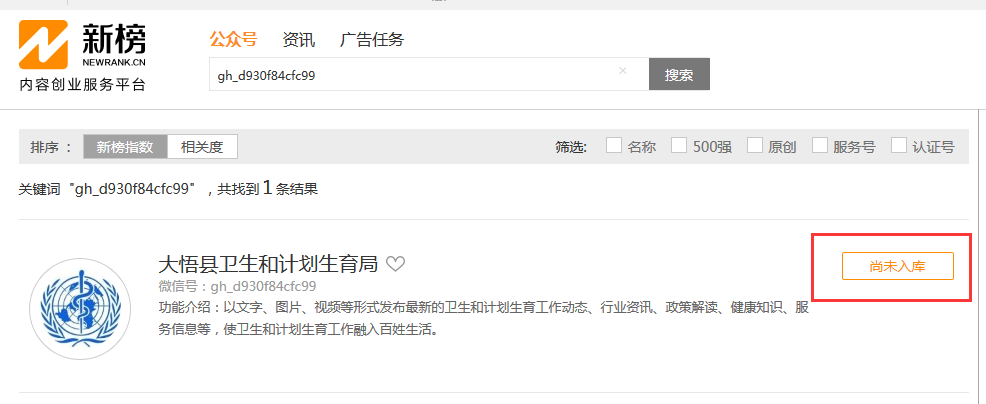 新榜
NEWRANK.CN
内容创业服务平台
公众号 资讯 广告任务
gh_d930f84cfc99 × 搜索
排序 : 新榜指数 相关度 筛选: 名称 500强 原创 服务号 认证号
关键词 "gh_d930f84cfc99" ，共找到 1 条结果
大悟县卫生和计划生育局
尚未入库
微信号：gh_d930f84cfc99
功能介绍：以文字、图片、视频等形式发布最新的卫生和计划生育工作动态、行业资讯、政策解读、健康知识、服
务信息等，使卫生和计划生育工作融入百姓生活。